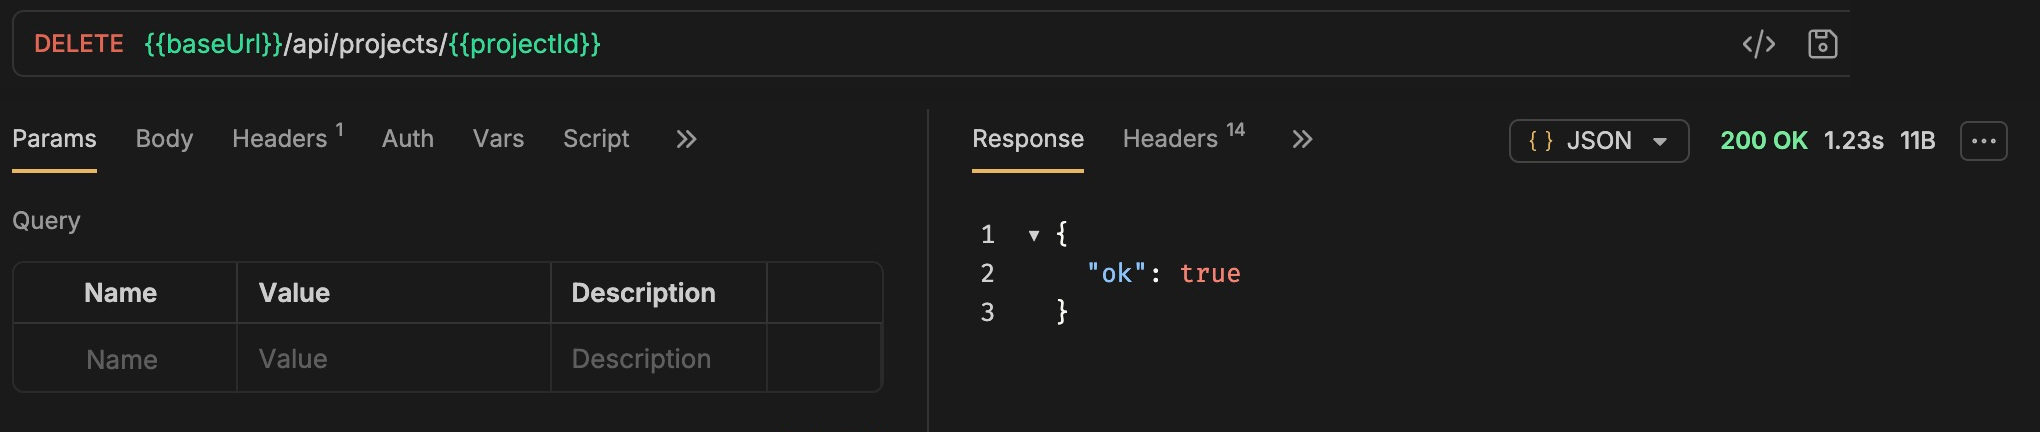 DELETE {{baseUrl}}/api/projects/{{projectId}}
Params Body Headers 1 Auth Vars Script
Query
Name Value Description
Name Value Description
Response Headers 14 { } JSON 200 OK 1.23s 11B
1 {
2 "ok": true
3 }